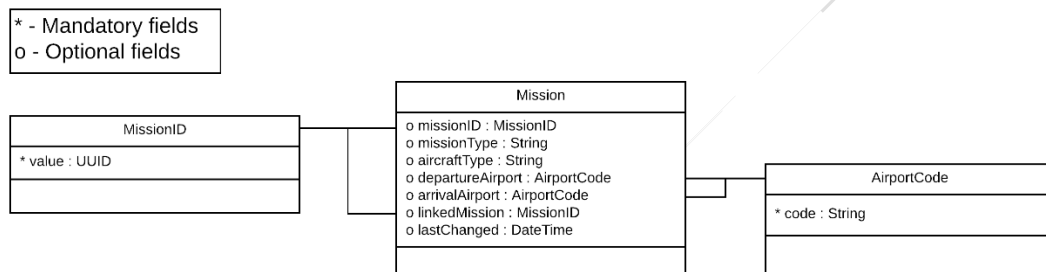 * - Mandatory fields
o - Optional fields
MissionID
* value : UUID
Mission
o missionID : MissionID
o missionType : String
o aircraftType : String
o departureAirport : AirportCode
o arrivalAirport : AirportCode
o linkedMission : MissionID
o lastChanged : DateTime
AirportCode
* code : String